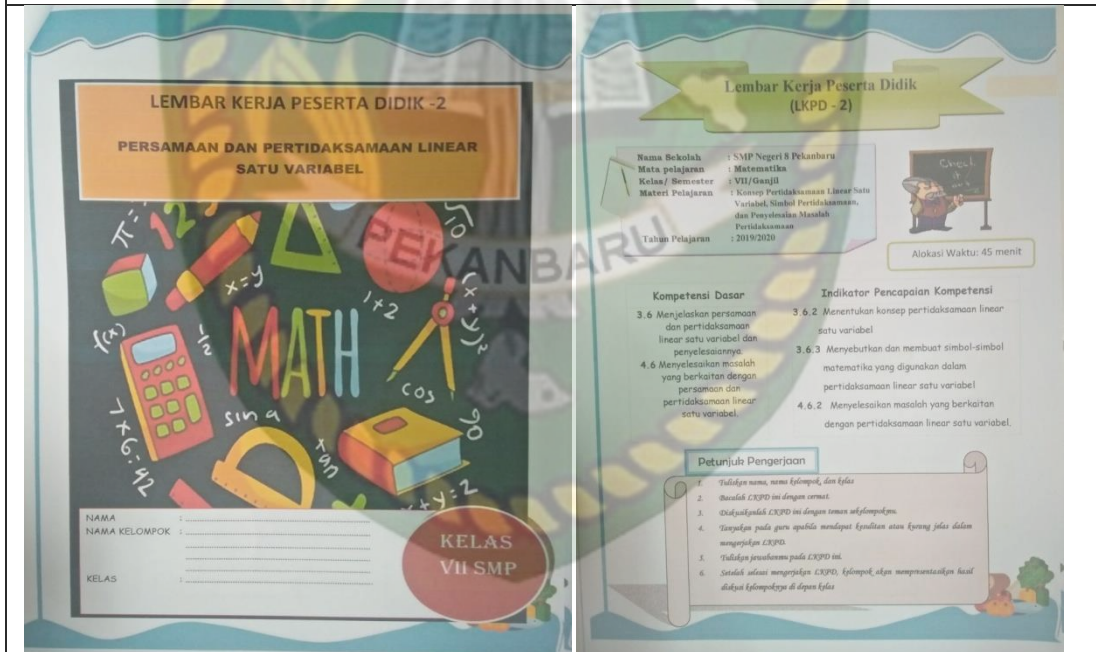 LEMBAR KERJA PESERTA DIDIK -2
PERSAMAAN DAN PERTIDAKSAMAAN LINEAR
SATU VARIABEL
π=
12
√10
x=y
1+2
(x+y)2
f(x)
MATH
cos
7x6=42
sin a
tan
x+y=2
NAMA :
NAMA KELOMPOK :
KELAS :
KELAS
VII SMP
PEKANBARU
Lembar Kerja Peserta Didik
(LKPD - 2)
Nama Sekolah : SMP Negeri 8 Pekanbaru
Mata pelajaran : Matematika
Kelas/ Semester : VII/Ganjil
Materi Pelajaran : Konsep Pertidaksamaan Linear Satu
Variabel, Simbol Pertidaksamaan,
dan Penyelesaian Masalah
Pertidaksamaan
Tahun Pelajaran : 2019/2020
Alokasi Waktu: 45 menit
Kompetensi Dasar
3.6 Menjelaskan persamaan
dan pertidaksamaan
linear satu variabel dan
penyelesaiannya.
4.6 Menyelesaikan masalah
yang berkaitan dengan
persamaan dan
pertidaksamaan linear
satu variabel.
Indikator Pencapaian Kompetensi
3.6.2 Menentukan konsep pertidaksamaan linear
satu variabel
3.6.3 Menyebutkan dan membuat simbol-simbol
matematika yang digunakan dalam
pertidaksamaan linear satu variabel
4.6.2 Menyelesaikan masalah yang berkaitan
dengan pertidaksamaan linear satu variabel.
Petunjuk Pengerjaan
1. Tuliskan nama, nama kelompok, dan kelas
2. Bacalah LKPD ini dengan cermat.
3. Diskusikanlah LKPD ini dengan teman sekelompokmu.
4. Tanyakan pada guru apabila mendapat kesulitan atau kurang jelas dalam
mengerjakan LKPD.
5. Tuliskan jawabanmu pada LKPD ini.
6. Setelah selesai mengerjakan LKPD, kelompok akan mempresentasikan hasil
diskusi kelompoknya di depan kelas